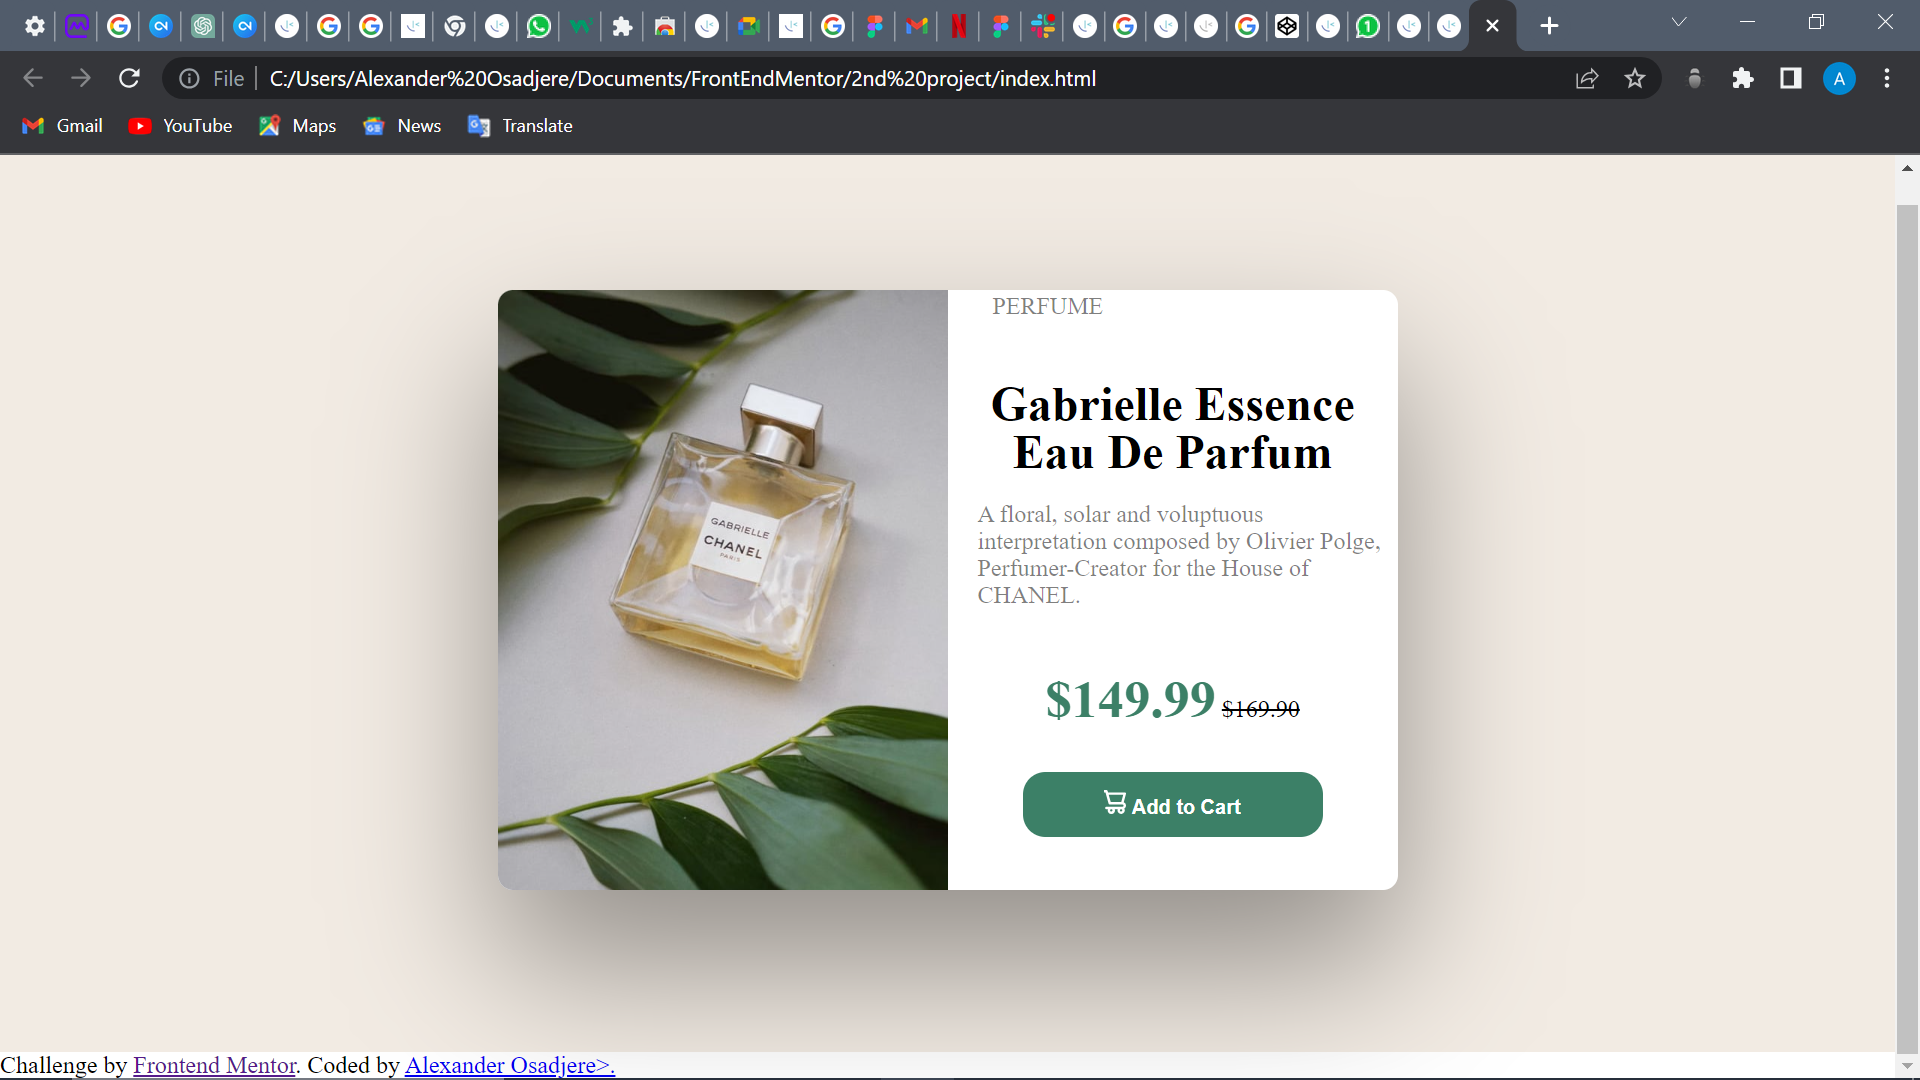 File
C:/Users/Alexander%20Osadjere/Documents/FrontEndMentor/2nd%20project/index.html
A
Gmail
YouTube
Maps
News
Translate
PERFUME
Gabrielle Essence
Eau De Parfum
A floral, solar and voluptuous
interpretation composed by Olivier Polge,
Perfumer-Creator for the House of
CHANEL.
$149.99 $169.90
Add to Cart
GABRIELLE
CHANEL
PARIS
Challenge by Frontend Mentor. Coded by Alexander Osadjere>.